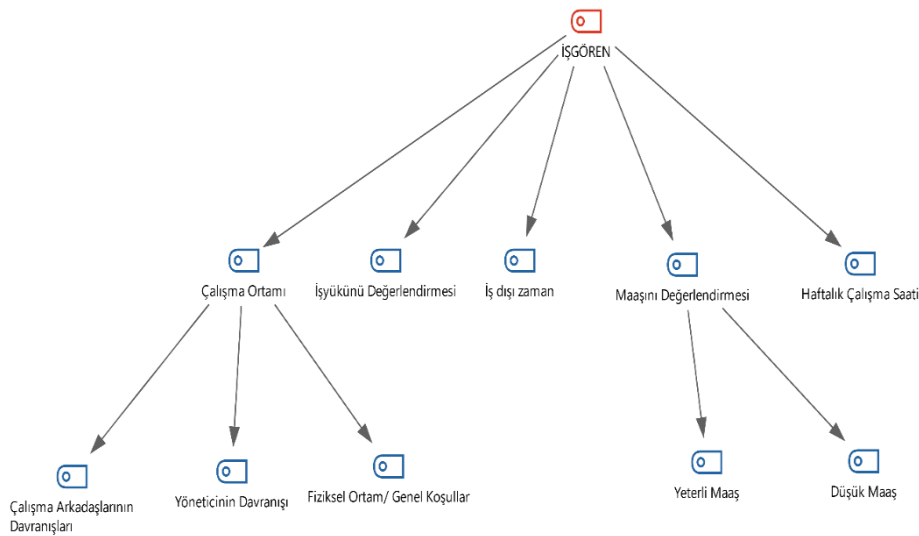 İŞGÖREN
Çalışma Ortamı
İşyükünü Değerlendirmesi
İş dışı zaman
Maaşını Değerlendirmesi
Haftalık Çalışma Saati
Çalışma Arkadaşlarının
Davranışları
Yöneticinin Davranışı
Fiziksel Ortam/ Genel Koşullar
Yeterli Maaş
Düşük Maaş